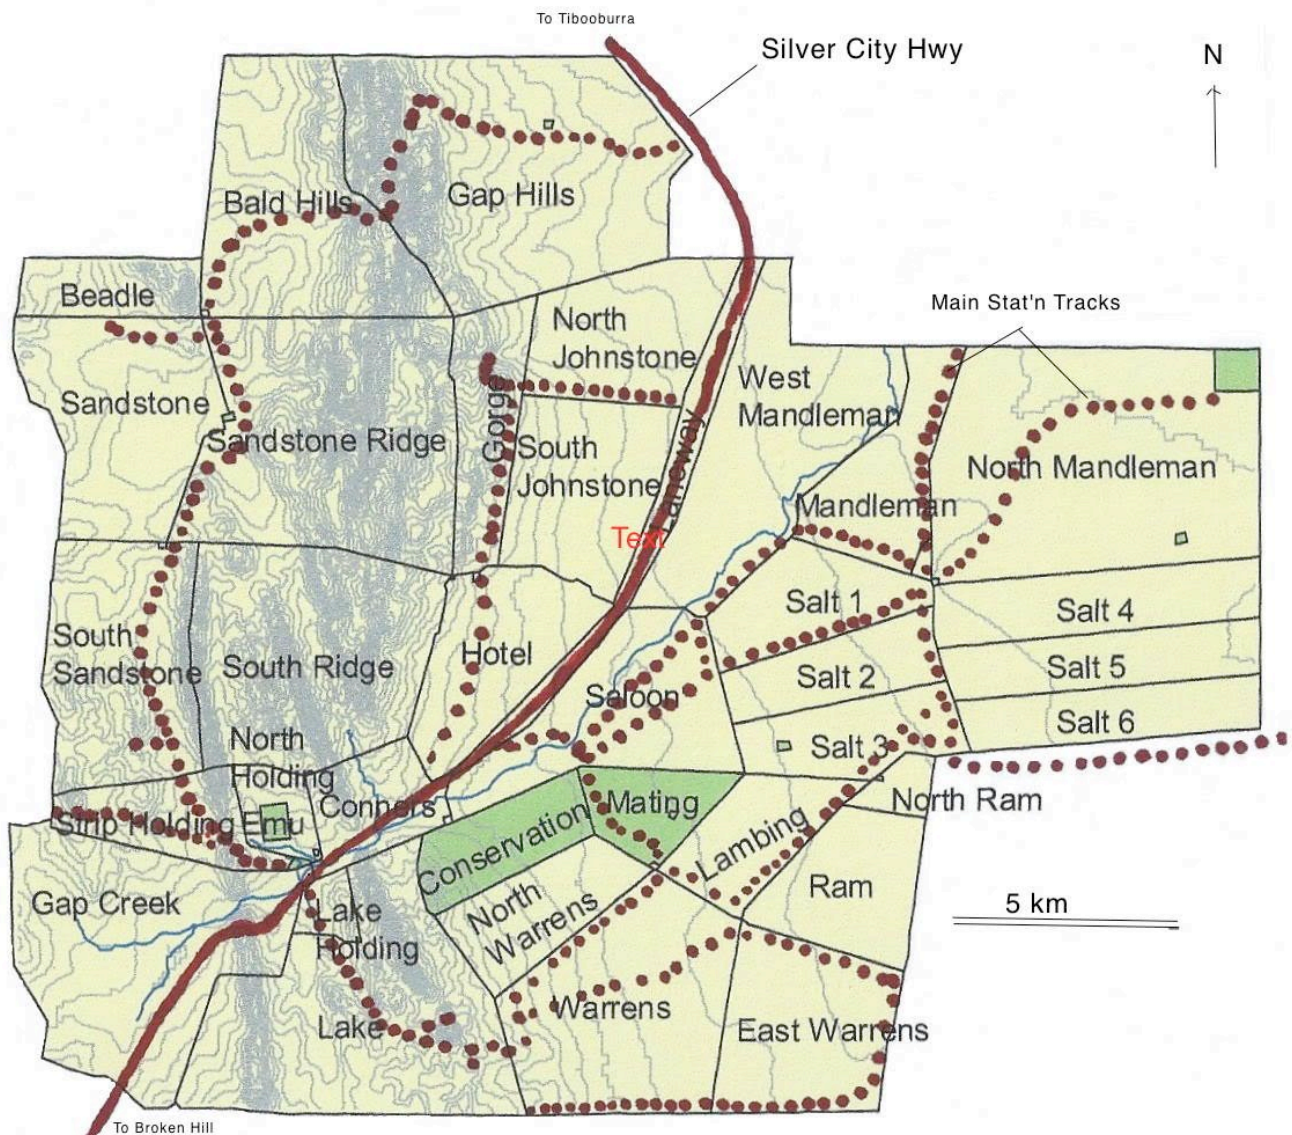 To Tibooburra
Silver City Hwy
N
Bald Hills
Gap Hills
Beadle
Main Stat'n Tracks
North
Johnstone
West
Mandleman
Sandstone
Gorge
Sandstone Ridge
South
Johnstone
Laneway
North Mandleman
Mandleman
Text
Salt 1
Salt 4
South
Sandstone
South Ridge
Hotel
Saloon
Salt 2
Salt 5
Salt 6
North
Holding
Salt 3
Conners
Mating
North Ram
Strip Holding
Emu
Conservation
Lambing
Ram
Gap Creek
Lake
Holding
North
Warrens
5 km
Lake
Warrens
East Warrens
To Broken Hill